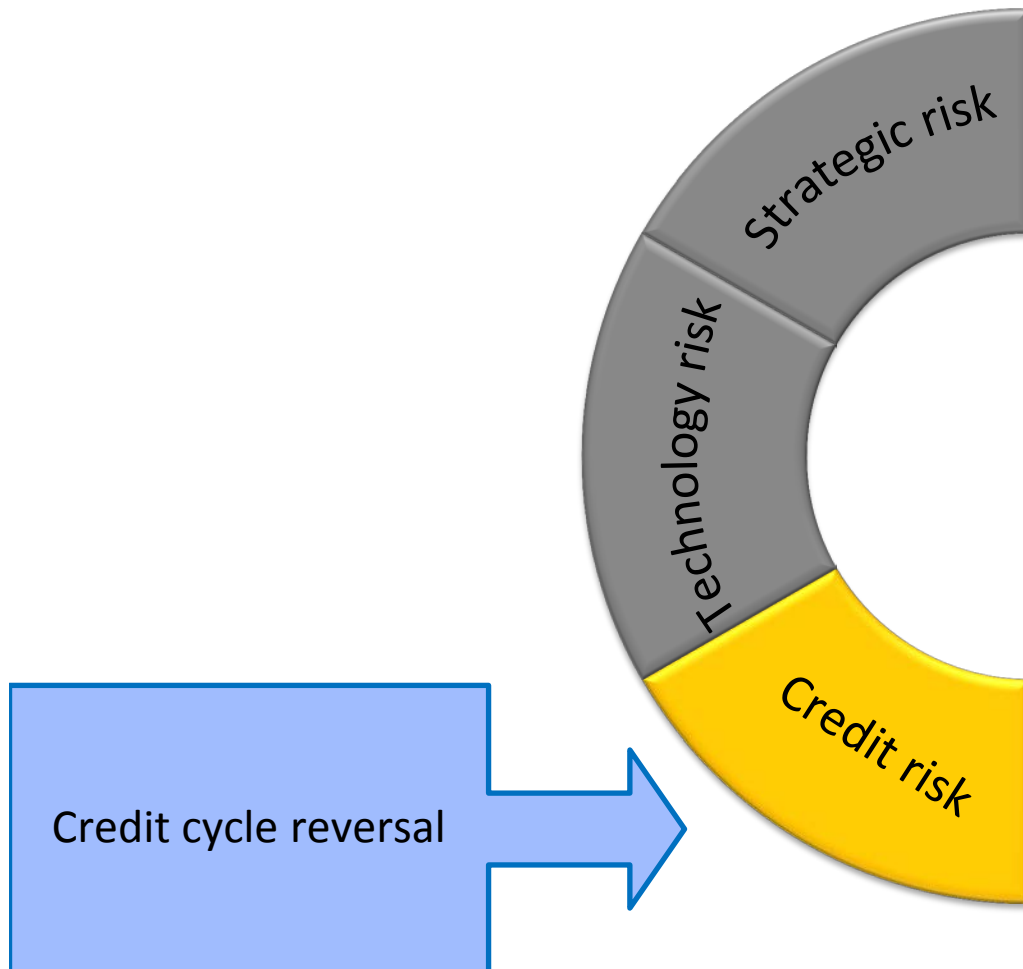 Strategic risk
Technology risk
Credit risk
Credit cycle reversal